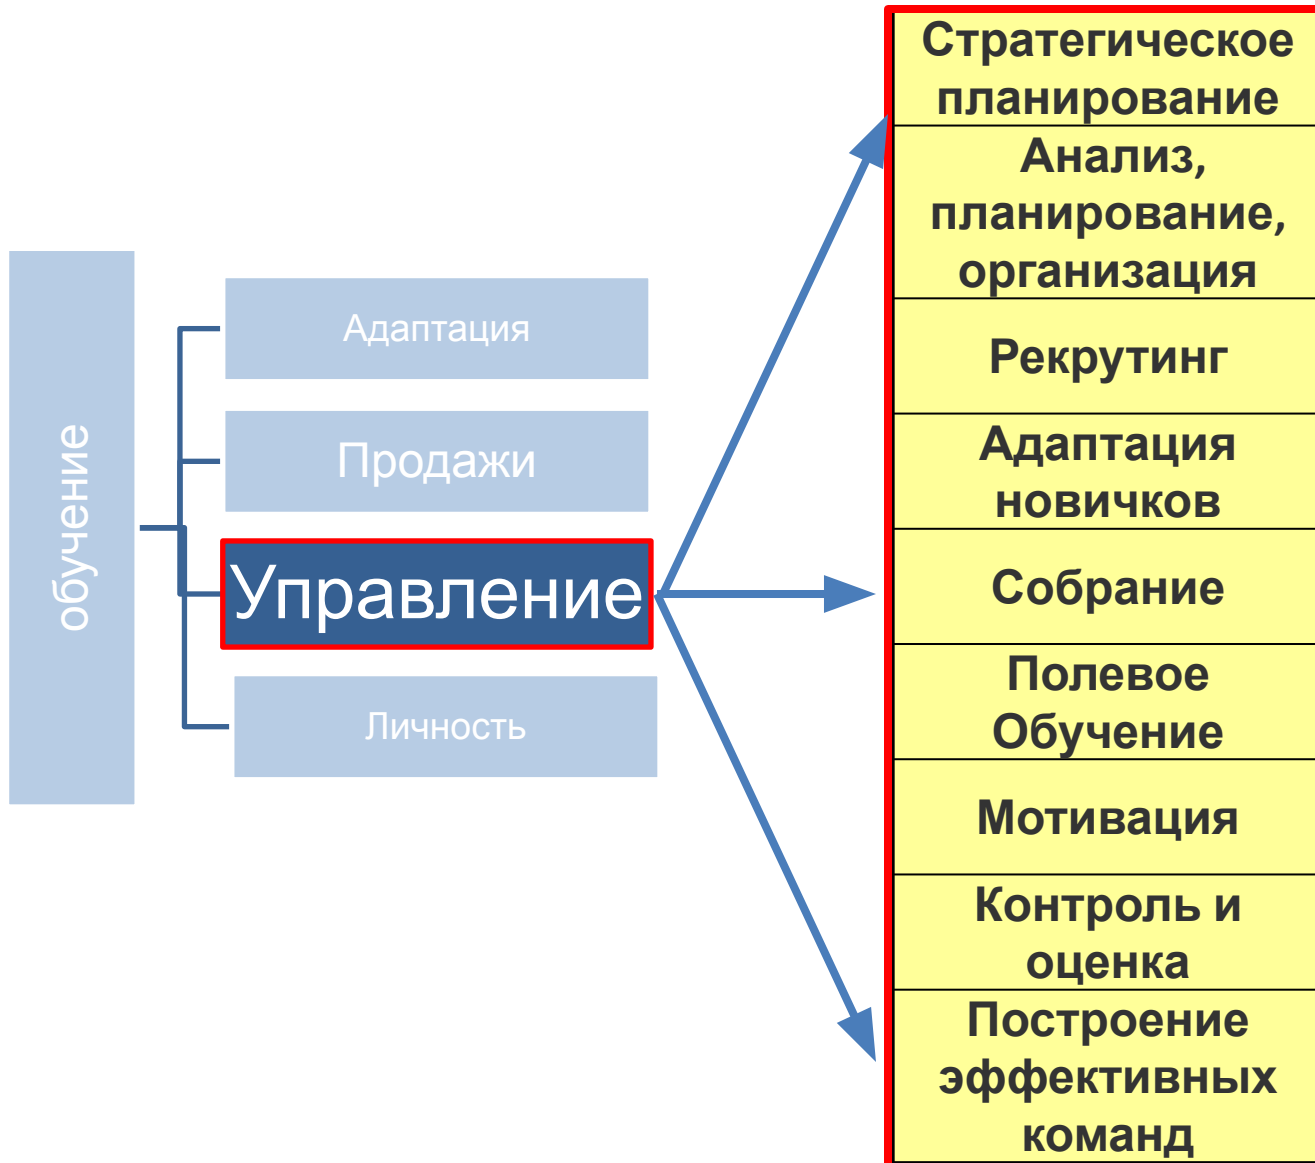 обучение
Адаптация
Продажи
Управление
Личность
Стратегическое
планирование
Анализ,
планирование,
организация
Рекрутинг
Адаптация
новичков
Собрание
Полевое
Обучение
Мотивация
Контроль и
оценка
Построение
эффективных
команд